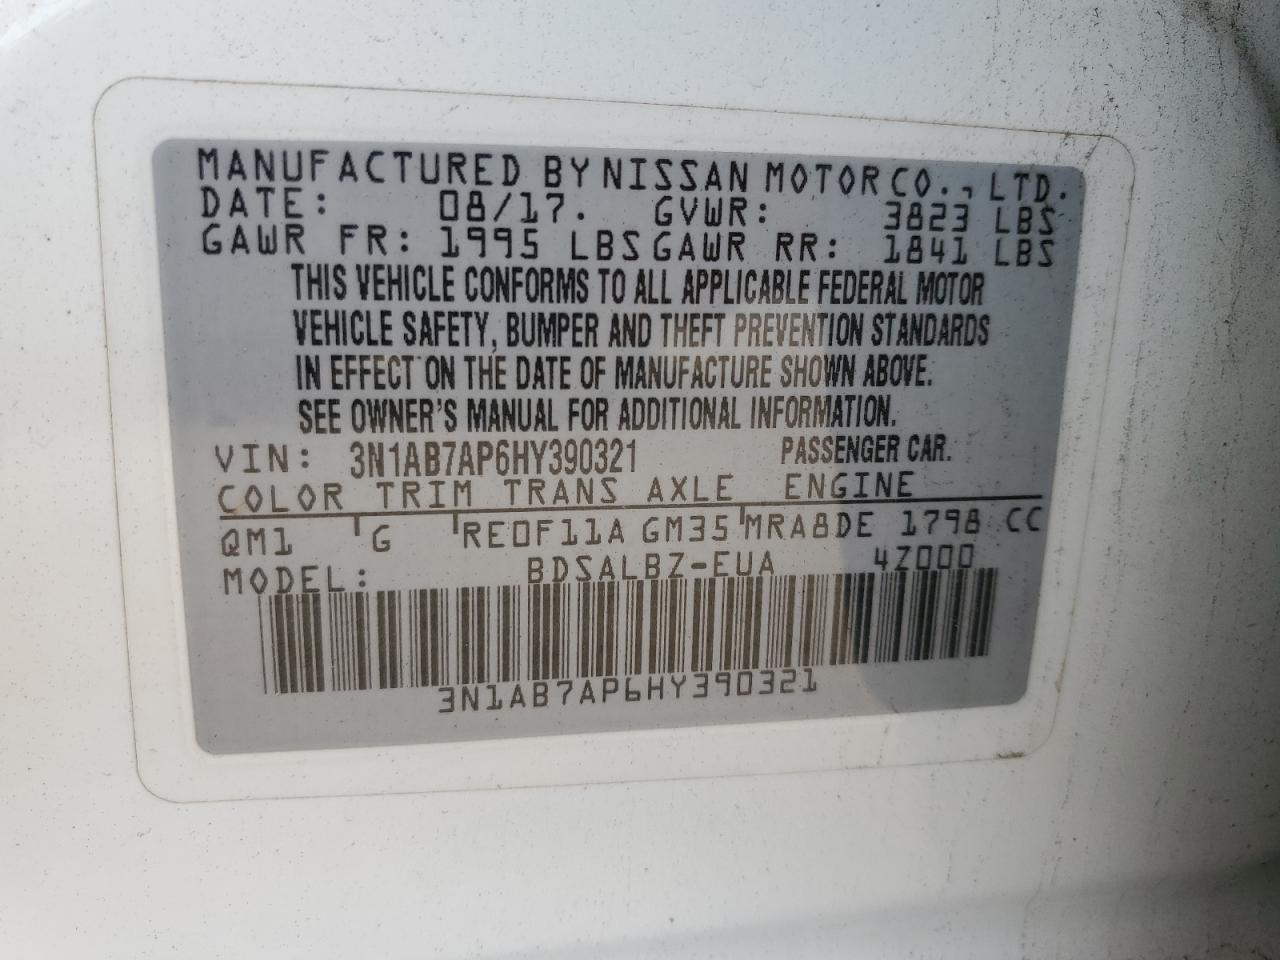 MANUFACTURED BY NISSAN MOTOR CO., LTD.
DATE: 08/17. GVWR: 3823 LBS
GAWR FR: 1995 LBS GAWR RR: 1841 LBS
THIS VEHICLE CONFORMS TO ALL APPLICABLE FEDERAL MOTOR
VEHICLE SAFETY, BUMPER AND THEFT PREVENTION STANDARDS
IN EFFECT ON THE DATE OF MANUFACTURE SHOWN ABOVE.
SEE OWNER'S MANUAL FOR ADDITIONAL INFORMATION.
VIN: 3N1AB7AP6HY390321 PASSENGER CAR.
COLOR TRIM TRANS AXLE ENGINE
QM1 G RE0F11A GM35 MRA8DE 1798 CC
MODEL: BDSALBZ-EUA 4Z000
3N1AB7AP6HY390321